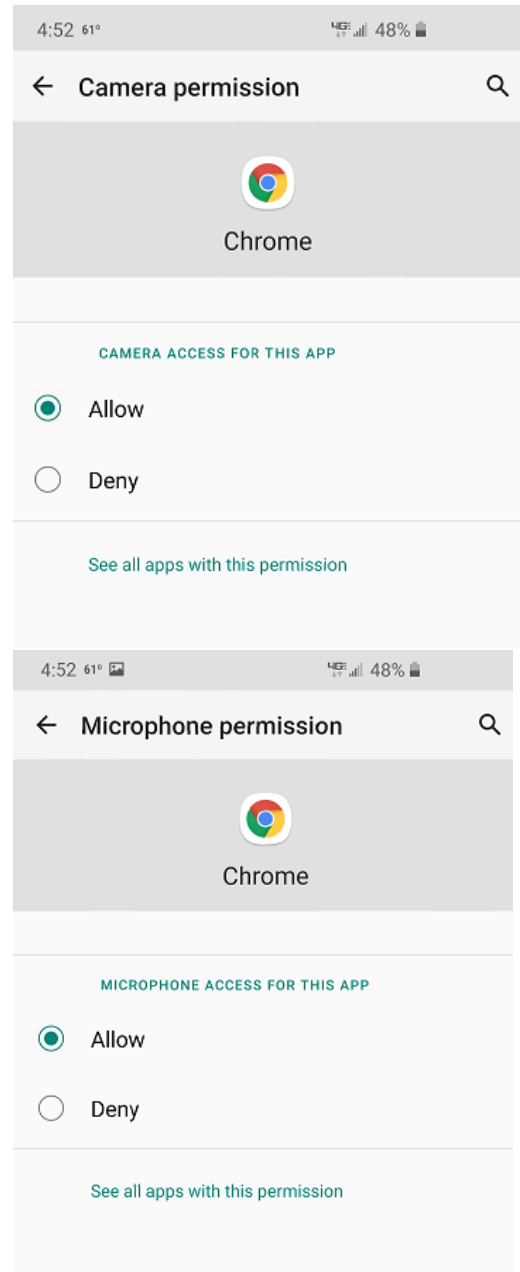 4:52 61° 4GE 48%
Camera permission
Chrome
CAMERA ACCESS FOR THIS APP
Allow
Deny
See all apps with this permission
4:52 61° 4GE 48%
Microphone permission
Chrome
MICROPHONE ACCESS FOR THIS APP
Allow
Deny
See all apps with this permission